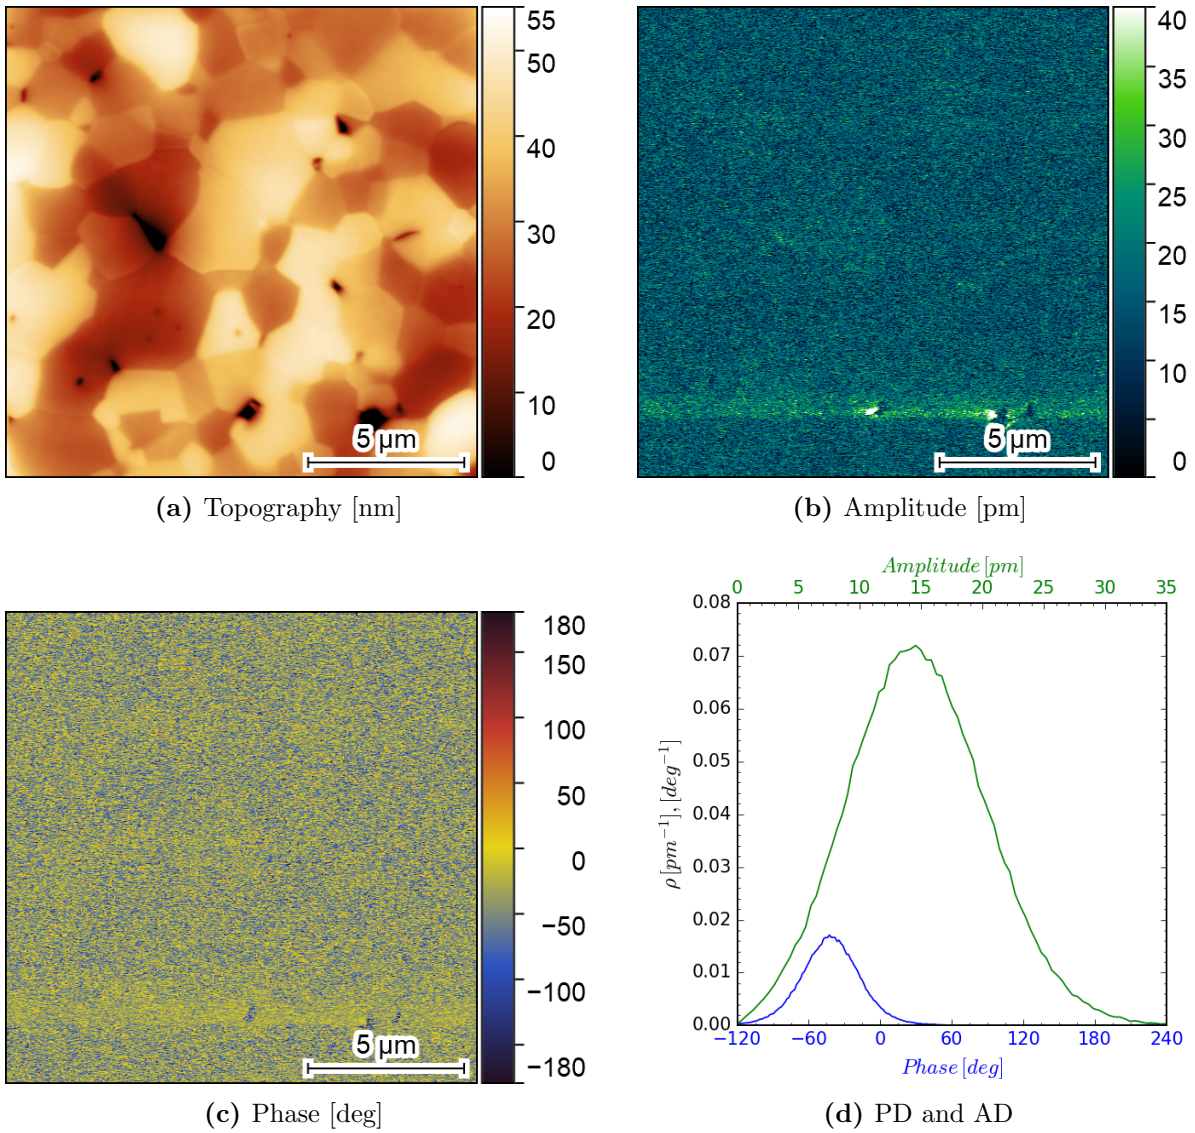 55
50
40
30
20
10
0
5 µm
(a) Topography [nm]
40
35
30
25
20
15
10
5
0
5 µm
(b) Amplitude [pm]
180
150
100
50
0
−50
−100
−180
5 µm
(c) Phase [deg]
Amplitude [pm]
0 5 10 15 20 25 30 35
0.08
0.07
0.06
0.05
0.04
0.03
0.02
0.01
0.00
ρ [pm⁻¹], [deg⁻¹]
−120 −60 0 60 120 180 240
Phase [deg]
(d) PD and AD